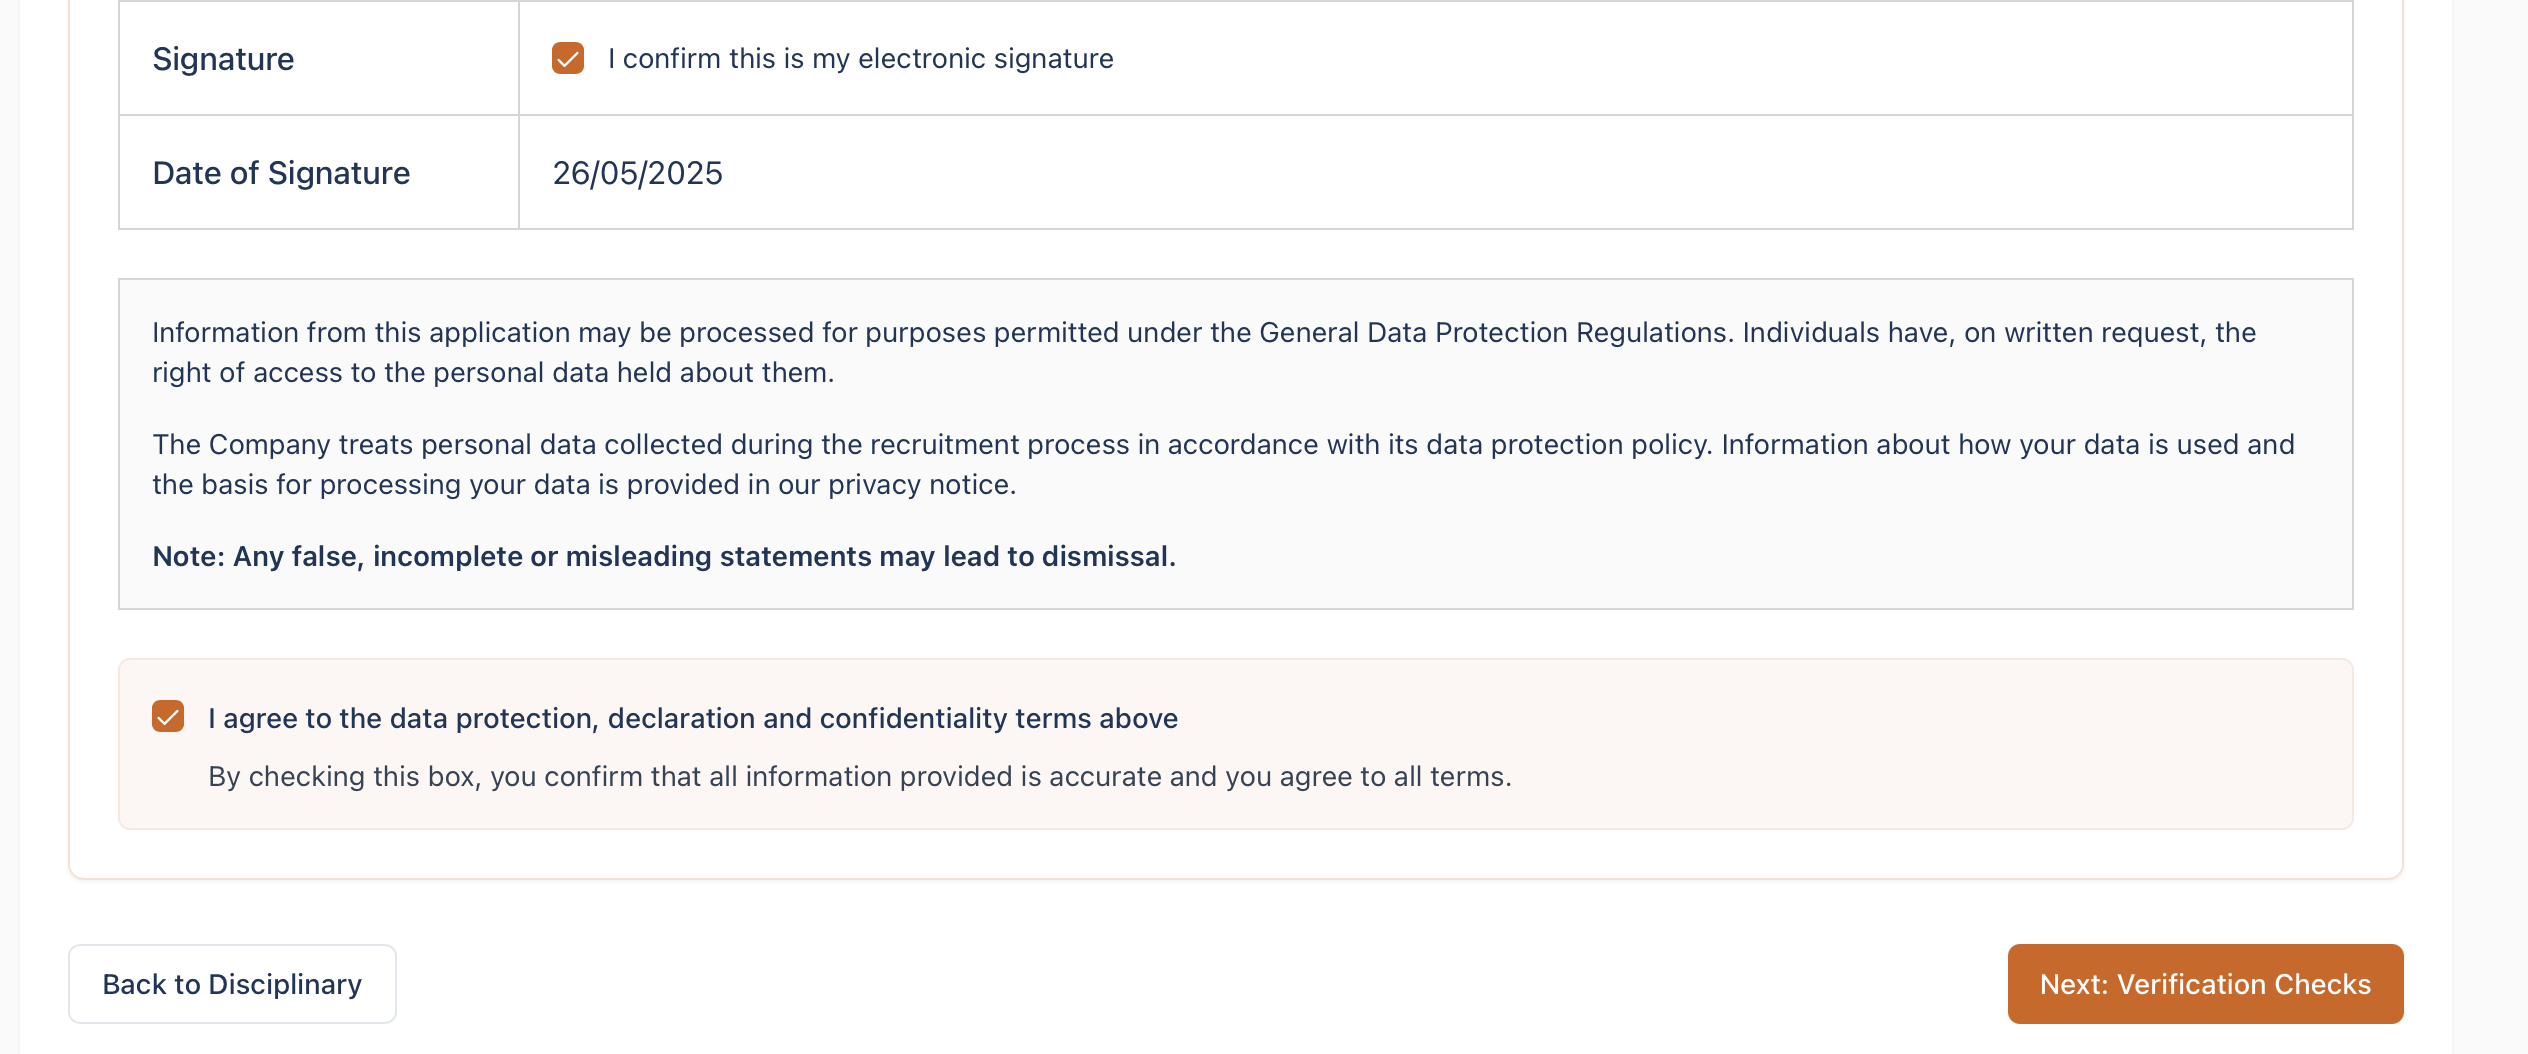 Signature
I confirm this is my electronic signature
Date of Signature
26/05/2025
Information from this application may be processed for purposes permitted under the General Data Protection Regulations. Individuals have, on written request, the
right of access to the personal data held about them.
The Company treats personal data collected during the recruitment process in accordance with its data protection policy. Information about how your data is used and
the basis for processing your data is provided in our privacy notice.
Note: Any false, incomplete or misleading statements may lead to dismissal.
I agree to the data protection, declaration and confidentiality terms above
By checking this box, you confirm that all information provided is accurate and you agree to all terms.
Back to Disciplinary
Next: Verification Checks